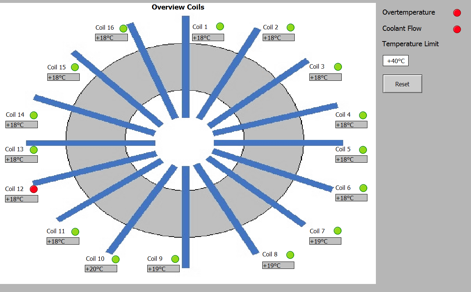 Overview Coils
Overtemperature
Coolant Flow
Temperature Limit
+40°C
Reset
Coil 1
+18°C
Coil 2
+18°C
Coil 3
+18°C
Coil 4
+18°C
Coil 5
+18°C
Coil 6
+18°C
Coil 7
+19°C
Coil 8
+19°C
Coil 9
+19°C
Coil 10
+20°C
Coil 11
+18°C
Coil 12
+18°C
Coil 13
+18°C
Coil 14
+18°C
Coil 15
+18°C
Coil 16
+18°C